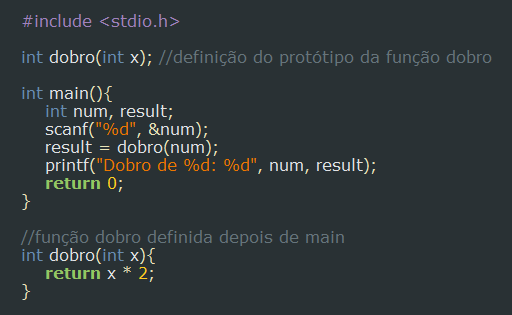 #include <stdio.h>
int dobro(int x); //definição do protótipo da função dobro
int main(){
int num, result;
scanf("%d", &num);
result = dobro(num);
printf("Dobro de %d: %d", num, result);
return 0;
}
//função dobro definida depois de main
int dobro(int x){
return x * 2;
}